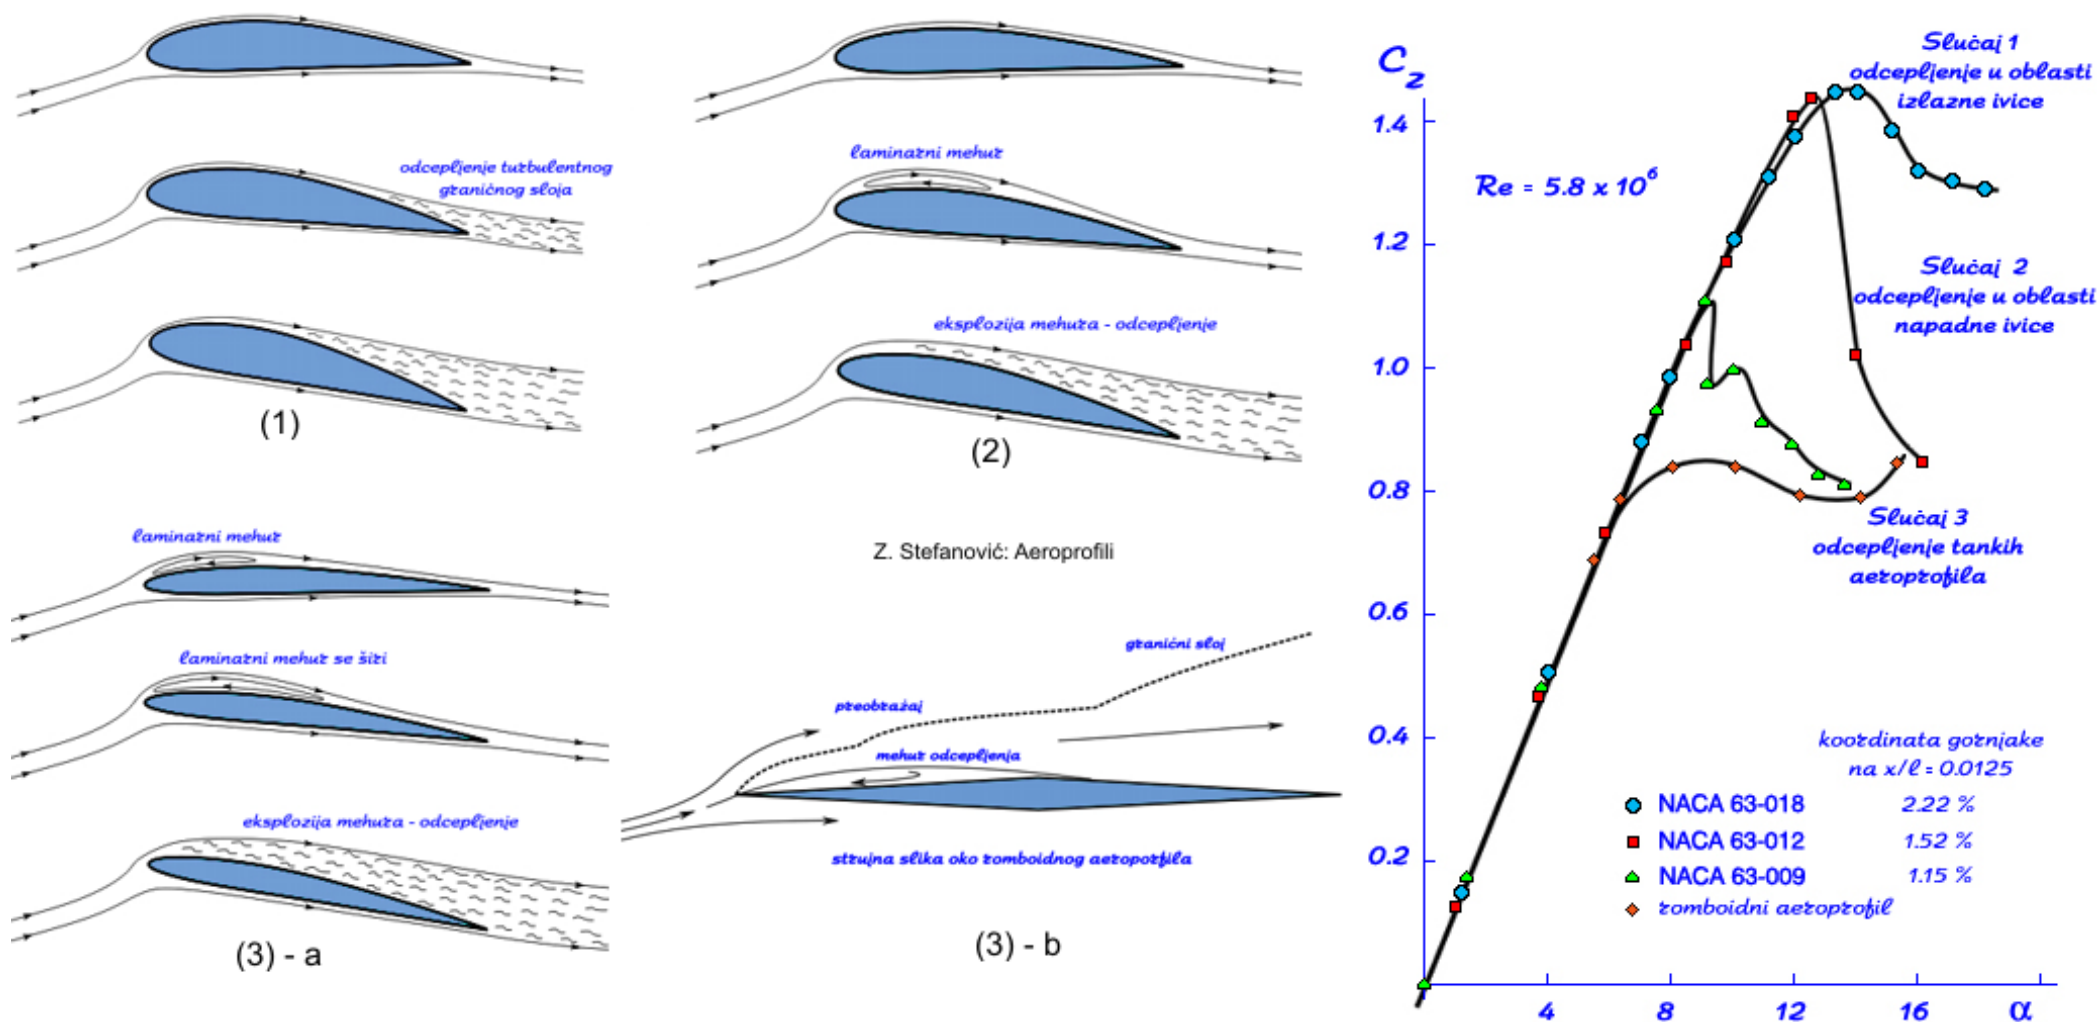 odcepljenje turbulentnog
graničnog sloja
(1)
laminarni mehur
eksplozija mehura - odcepljenje
(2)
laminarni mehur
laminarni mehur se širi
eksplozija mehura - odcepljenje
(3) - a
Z. Stefanović: Aeroprofili
granični sloj
preobražaj
mehur odcepljenja
strujna slika oko romboidnog aeroporfila
(3) - b
Cz
1.4
1.2
1.0
0.8
0.6
0.4
0.2
4
8
12
16
α
Re = 5.8 x 10⁶
Slučaj 1
odcepljenje u oblasti
izlazne ivice
Slučaj 2
odcepljenje u oblasti
napadne ivice
Slučaj 3
odcepljenje tankih
aeroprofila
koordinata gornjake
na x/l = 0.0125
NACA 63-018 2.22 %
NACA 63-012 1.52 %
NACA 63-009 1.15 %
romboidni aeroprofil